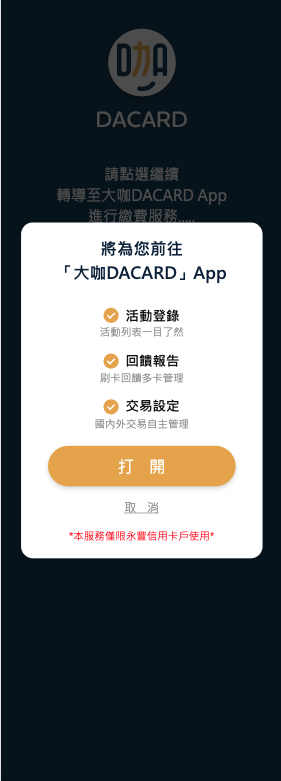 D咖A
DACARD
請點選繼續
轉導至大咖DACARD App
進行繳費服務.....
將為您前往
「大咖DACARD」App
活動登錄
活動列表一目了然
回饋報告
刷卡回饋多卡管理
交易設定
國內外交易自主管理
打 開
取 消
*本服務僅限永豐信用卡戶使用*